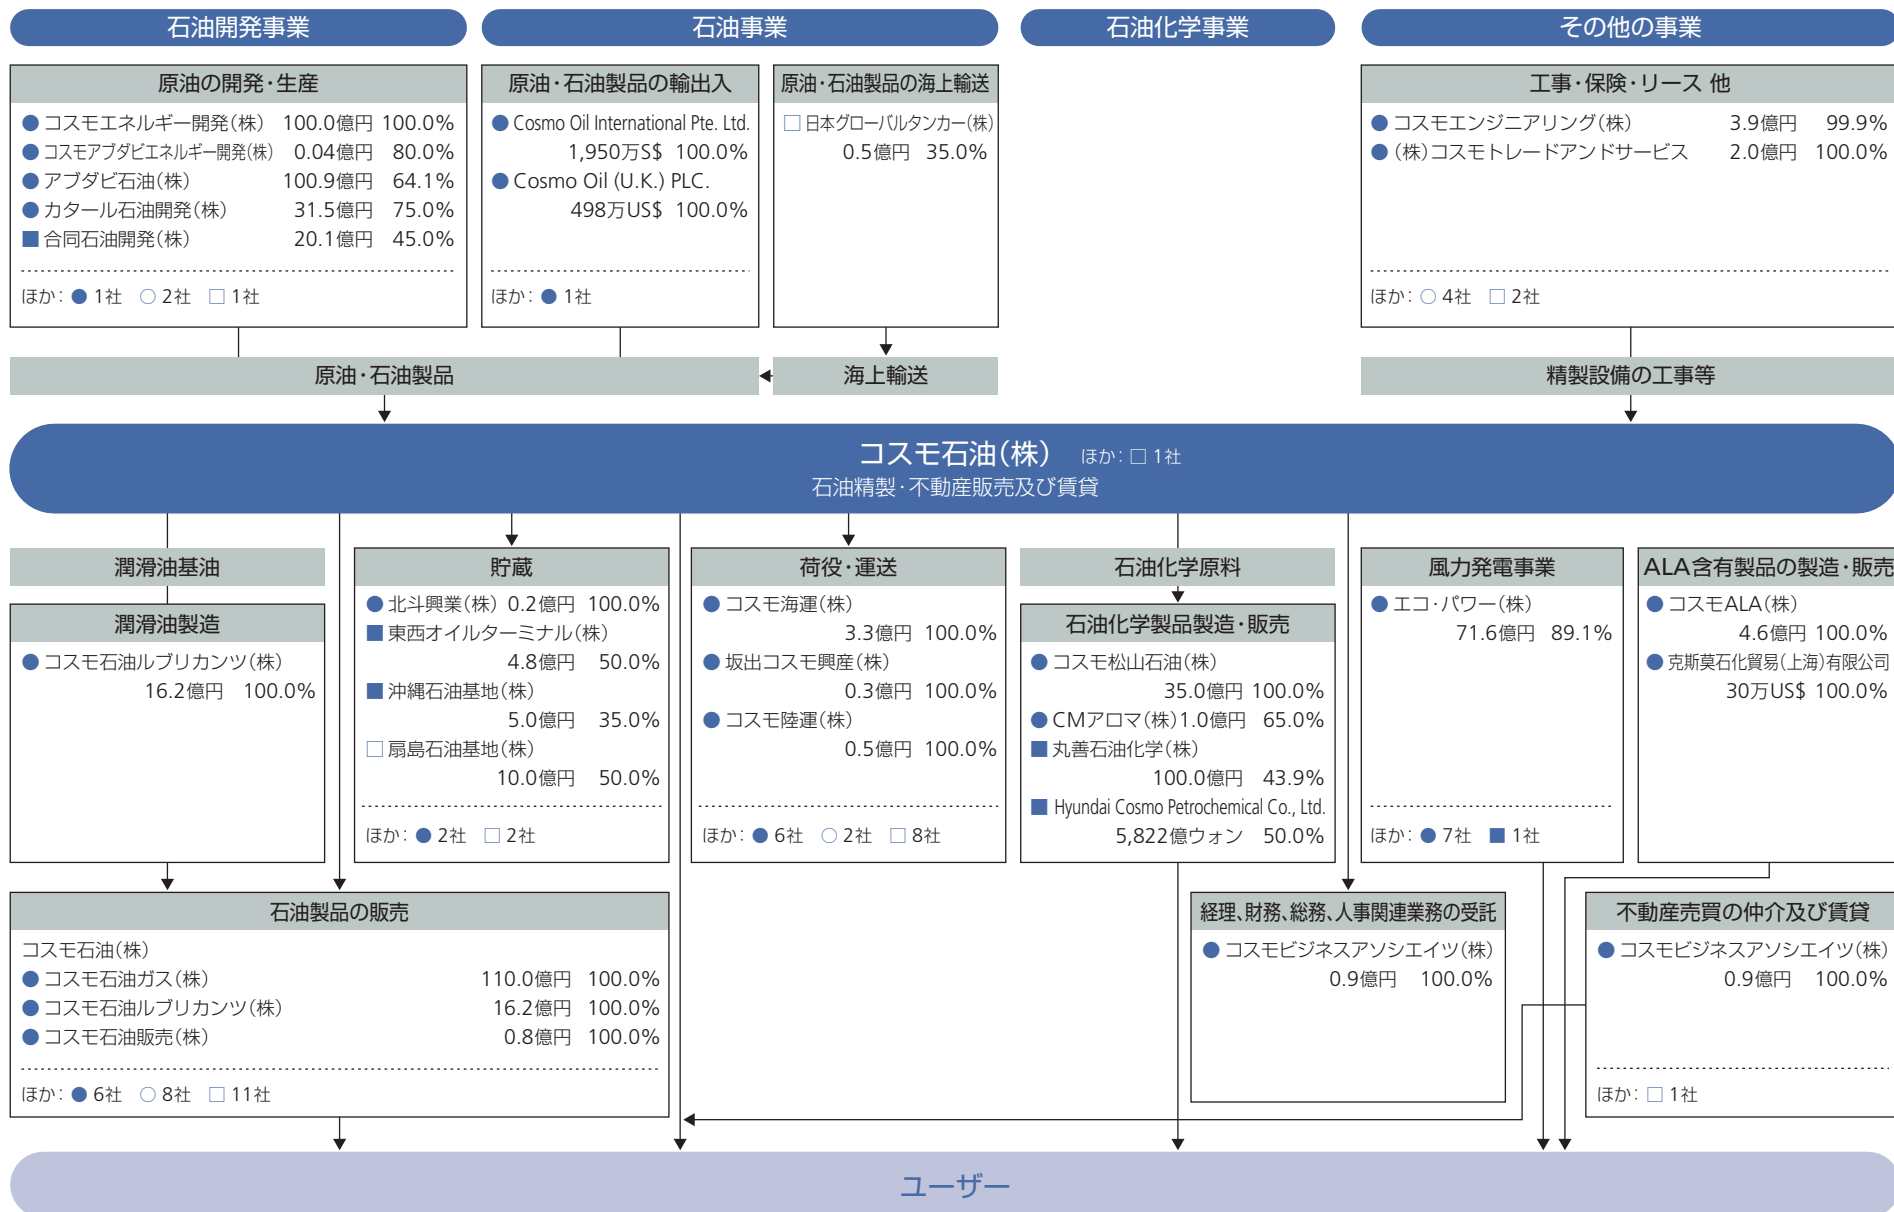 石油開発事業
石油事業
石油化学事業
その他の事業
原油の開発・生産
● コスモエネルギー開発(株) 100.0億円 100.0%
● コスモアブダビエネルギー開発(株) 0.04億円 80.0%
● アブダビ石油(株) 100.9億円 64.1%
● カタール石油開発(株) 31.5億円 75.0%
■ 合同石油開発(株) 20.1億円 45.0%
ほか: ● 1社 ○ 2社 □ 1社
原油・石油製品の輸出入
● Cosmo Oil International Pte. Ltd.
1,950万S$ 100.0%
● Cosmo Oil (U.K.) PLC.
498万US$ 100.0%
ほか: ● 1社
原油・石油製品の海上輸送
□ 日本グローバルタンカー(株)
0.5億円 35.0%
工事・保険・リース 他
● コスモエンジニアリング(株) 3.9億円 99.9%
● (株)コスモトレードアンドサービス 2.0億円 100.0%
ほか: ○ 4社 □ 2社
原油・石油製品
海上輸送
精製設備の工事等
コスモ石油(株) ほか: □ 1社
石油精製・不動産販売及び賃貸
潤滑油基油
潤滑油製造
● コスモ石油ルブリカンツ(株)
16.2億円 100.0%
貯蔵
● 北斗興業(株) 0.2億円 100.0%
■ 東西オイルターミナル(株)
4.8億円 50.0%
■ 沖縄石油基地(株)
5.0億円 35.0%
□ 扇島石油基地(株)
10.0億円 50.0%
ほか: ● 2社 □ 2社
荷役・運送
● コスモ海運(株)
3.3億円 100.0%
● 坂出コスモ興産(株)
0.3億円 100.0%
● コスモ陸運(株)
0.5億円 100.0%
ほか: ● 6社 ○ 2社 □ 8社
石油化学原料
石油化学製品製造・販売
● コスモ松山石油(株)
35.0億円 100.0%
● CMアロマ(株) 1.0億円 65.0%
■ 丸善石油化学(株)
100.0億円 43.9%
■ Hyundai Cosmo Petrochemical Co., Ltd.
5,822億ウォン 50.0%
風力発電事業
● エコ・パワー(株)
71.6億円 89.1%
ほか: ● 7社 ■ 1社
ALA含有製品の製造・販売
● コスモALA(株)
4.6億円 100.0%
● 克斯莫石化貿易(上海)有限公司
30万US$ 100.0%
石油製品の販売
コスモ石油(株)
● コスモ石油ガス(株) 110.0億円 100.0%
● コスモ石油ルブリカンツ(株) 16.2億円 100.0%
● コスモ石油販売(株) 0.8億円 100.0%
ほか: ● 6社 ○ 8社 □ 11社
経理、財務、総務、人事関連業務の受託
● コスモビジネスアソシエイツ(株)
0.9億円 100.0%
不動産売買の仲介及び賃貸
● コスモビジネスアソシエイツ(株)
0.9億円 100.0%
ほか: □ 1社
ユーザー